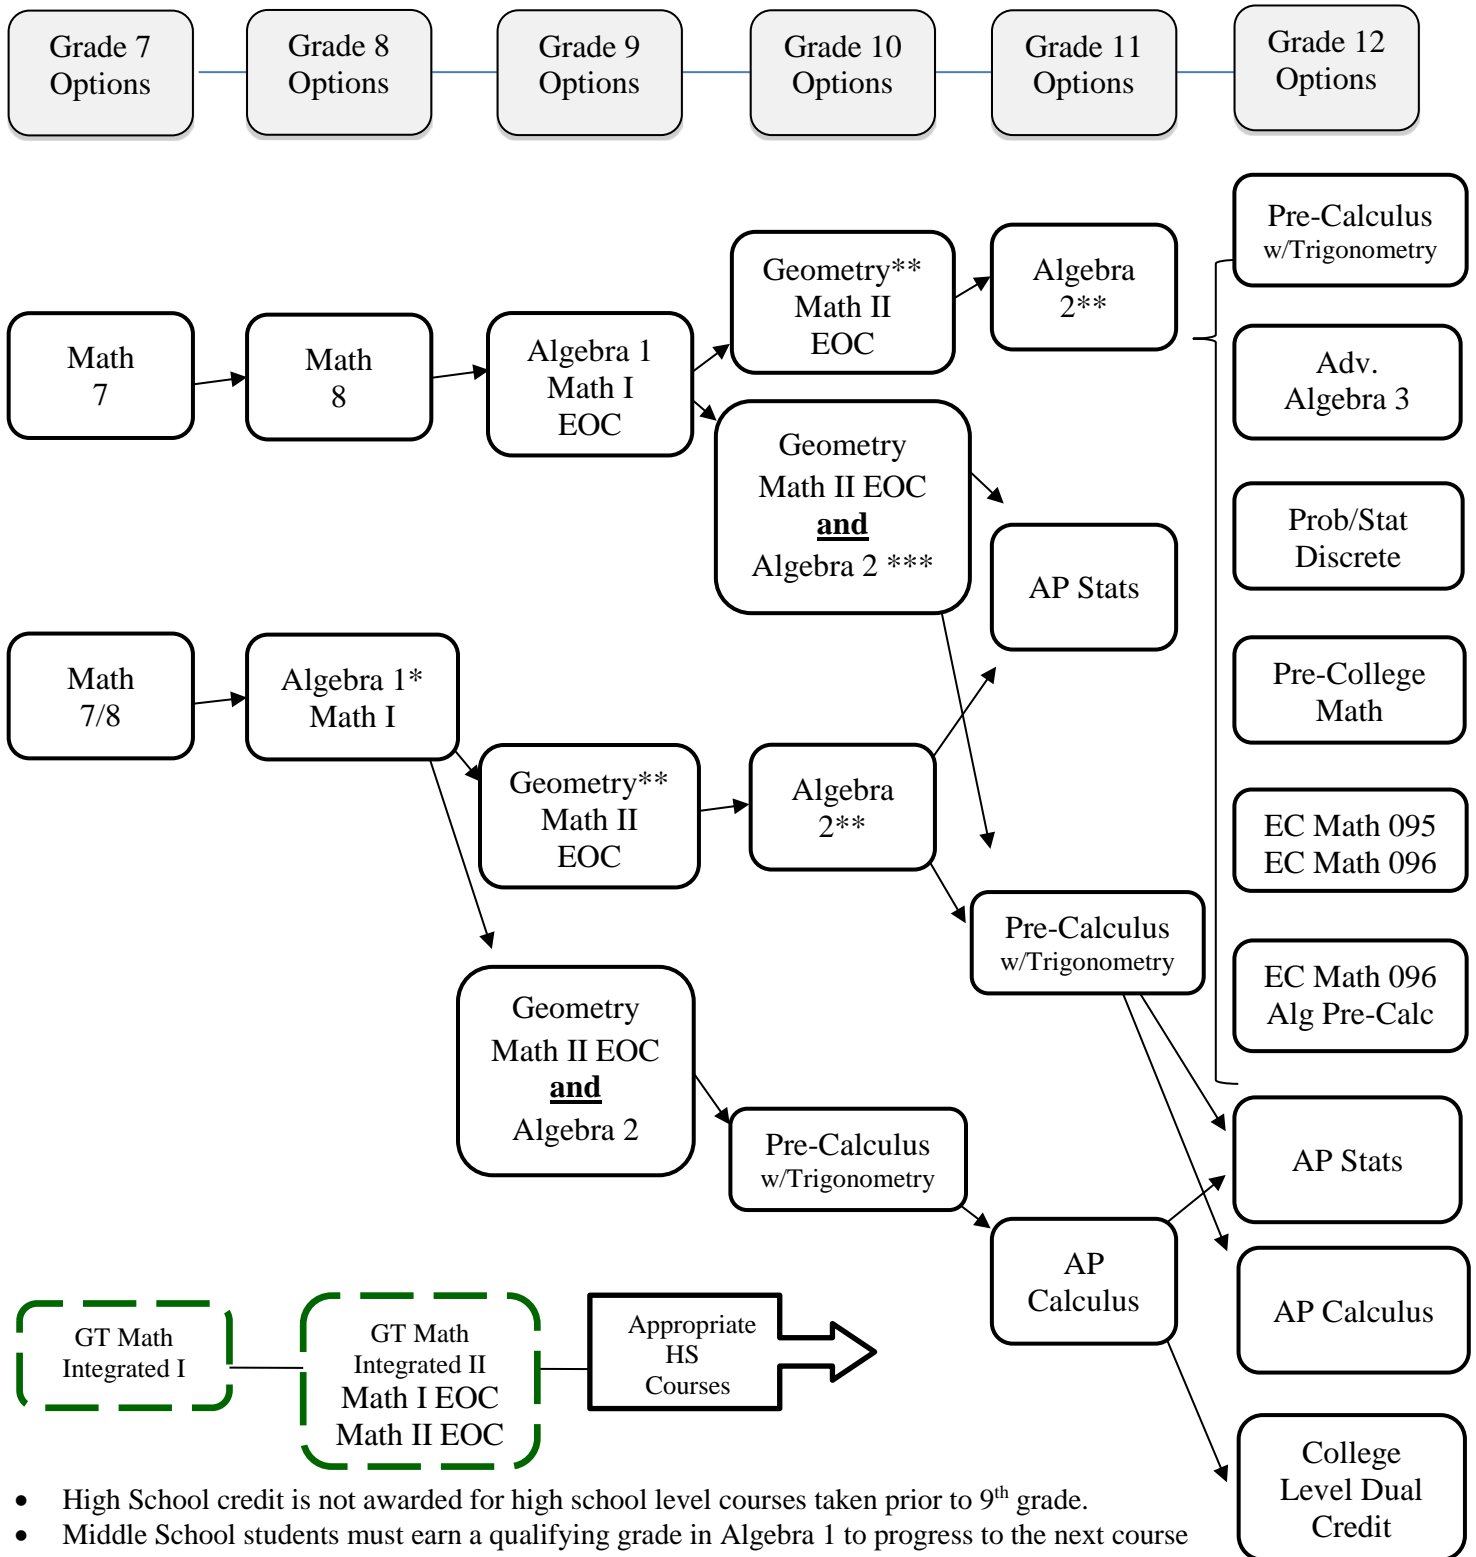 Grade 7
Options
Grade 8
Options
Grade 9
Options
Grade 10
Options
Grade 11
Options
Grade 12
Options
Math
7
Math
8
Algebra 1
Math I
EOC
Geometry**
Math II
EOC
Algebra
2**
Geometry
Math II EOC
and
Algebra 2 ***
AP Stats
Math
7/8
Algebra 1*
Math I
Geometry**
Math II
EOC
Algebra
2**
Pre-Calculus
w/Trigonometry
Geometry
Math II EOC
and
Algebra 2
Pre-Calculus
w/Trigonometry
AP
Calculus
Pre-Calculus
w/Trigonometry
Adv.
Algebra 3
Prob/Stat
Discrete
Pre-College
Math
EC Math 095
EC Math 096
EC Math 096
Alg Pre-Calc
AP Stats
AP Calculus
College
Level Dual
Credit
GT Math
Integrated I
GT Math
Integrated II
Math I EOC
Math II EOC
Appropriate
HS
Courses
• High School credit is not awarded for high school level courses taken prior to 9th grade.
• Middle School students must earn a qualifying grade in Algebra 1 to progress to the next course